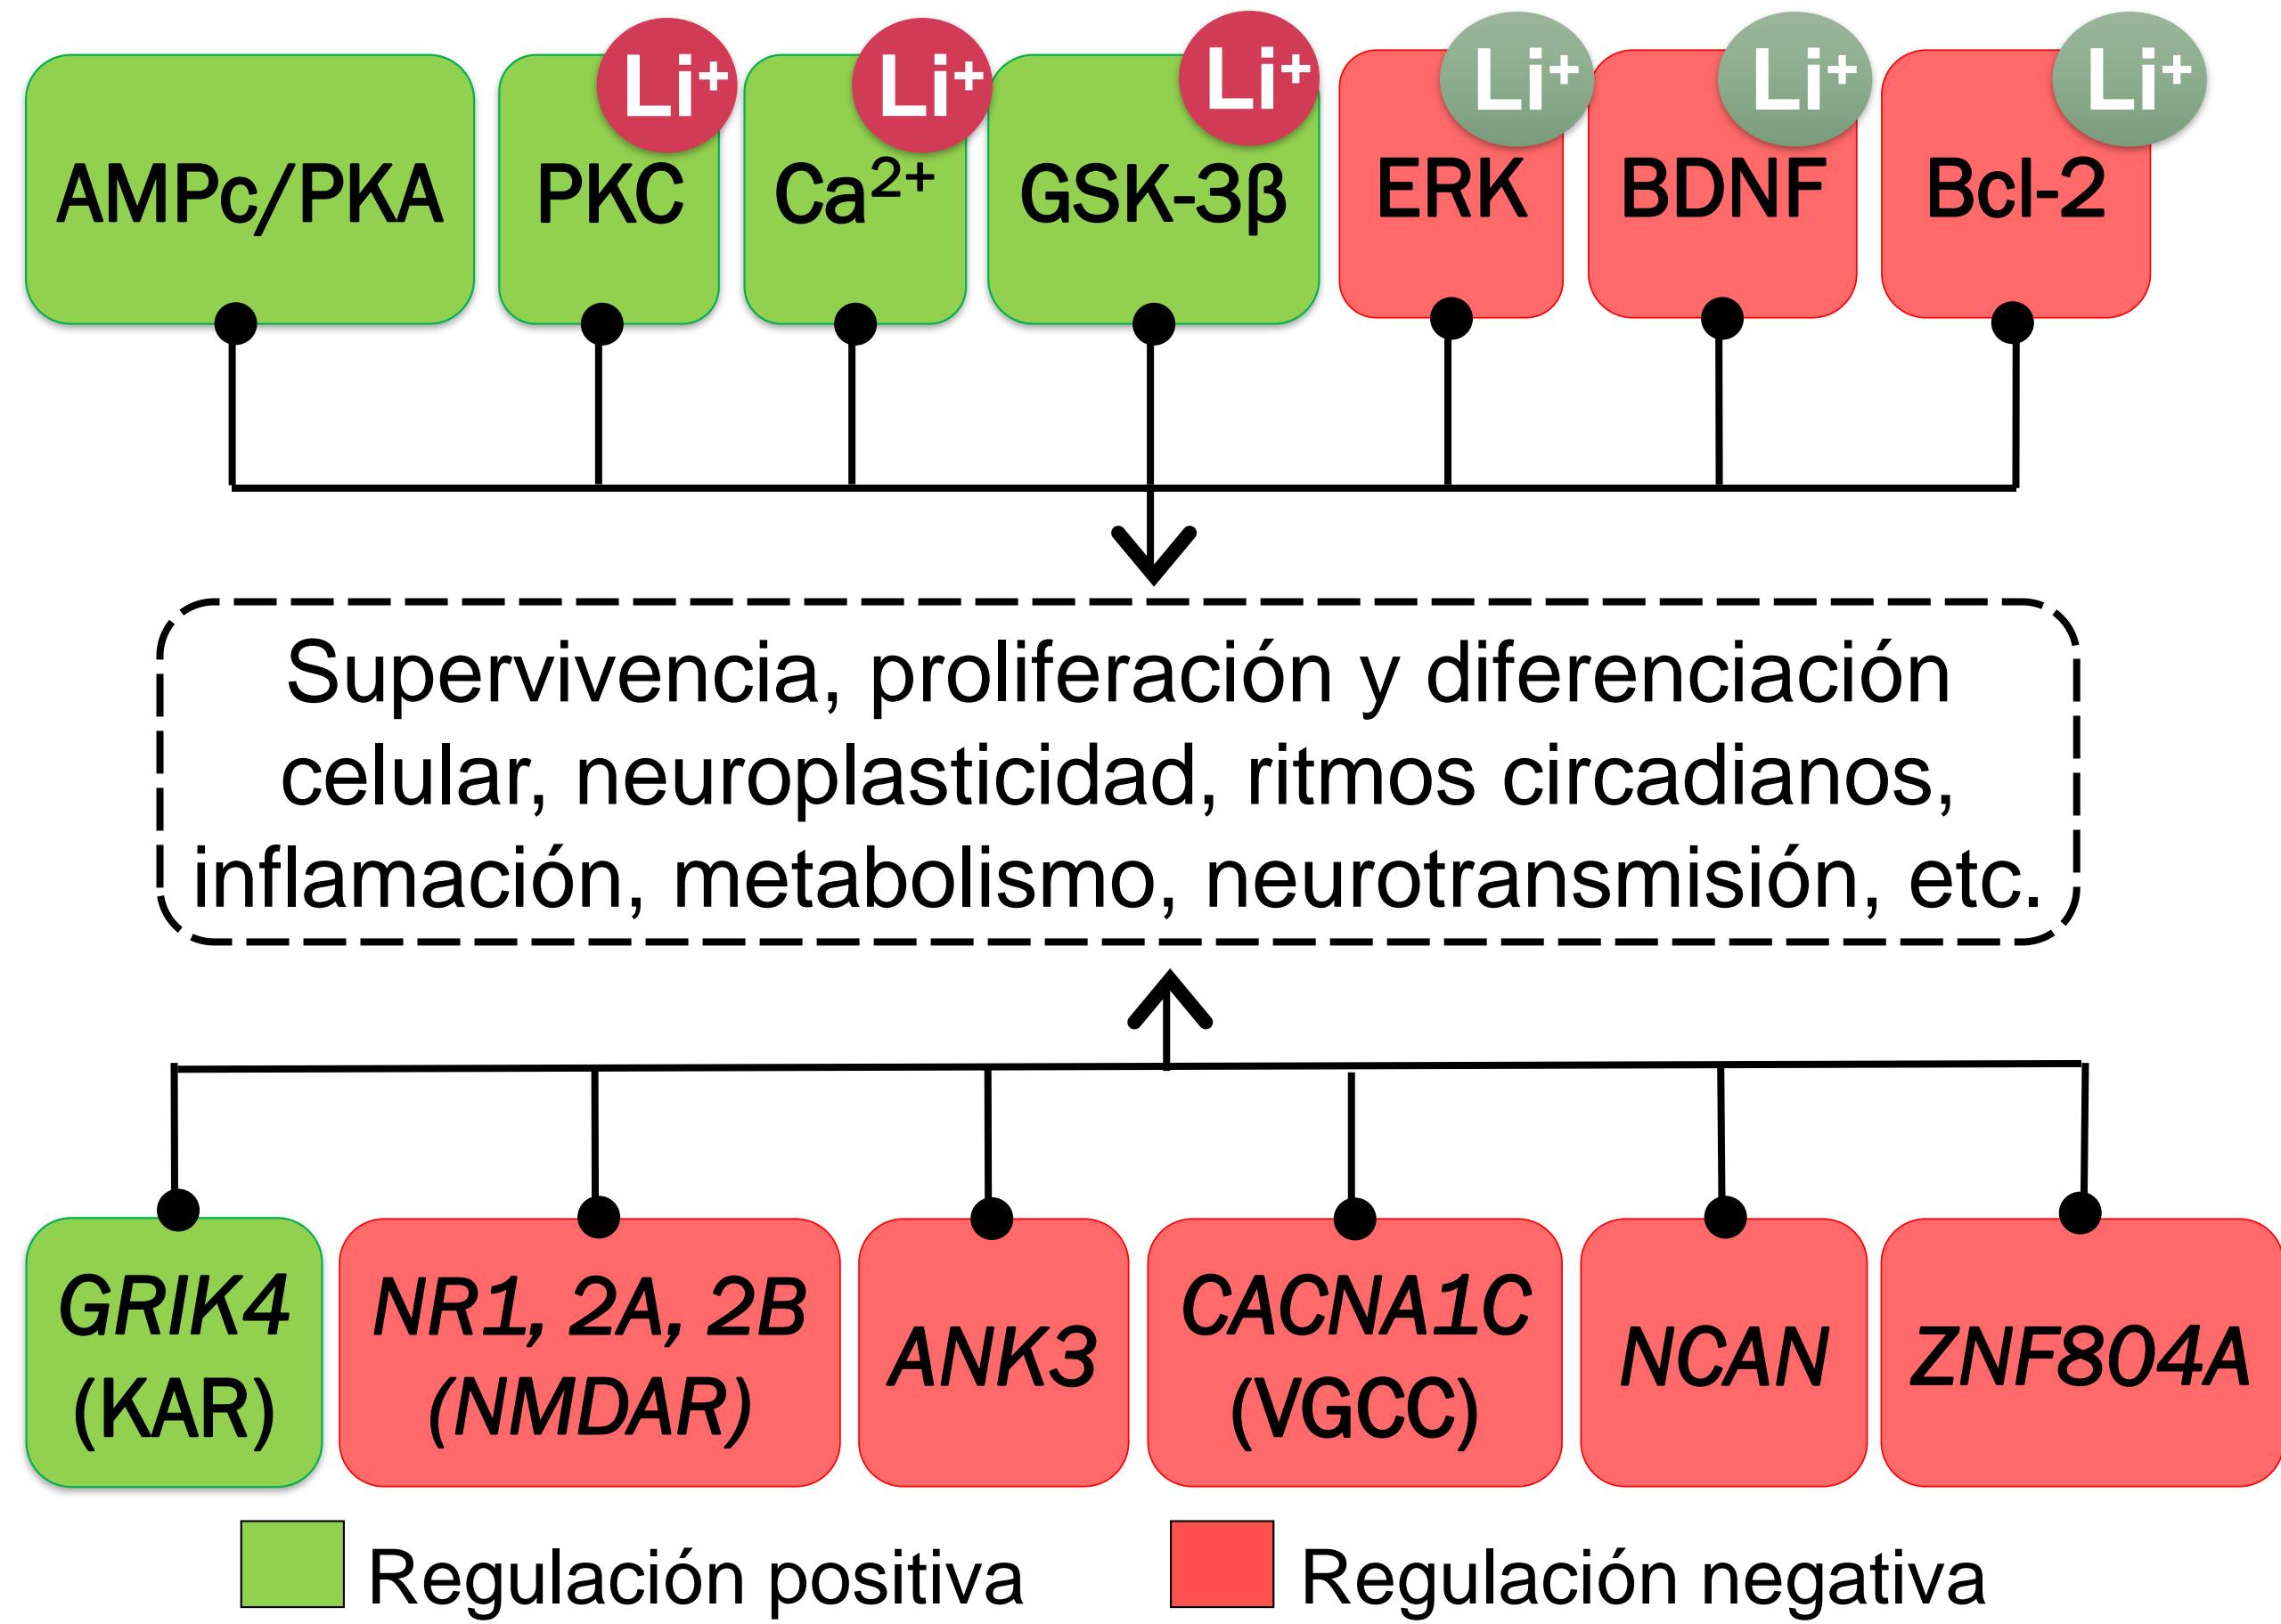 Li⁺ Li⁺ Li⁺ Li⁺ Li⁺ Li⁺
AMPc/PKA PKC Ca²⁺ GSK-3β ERK BDNF Bcl-2
Supervivencia, proliferación y diferenciación
celular, neuroplasticidad, ritmos circadianos,
inflamación, metabolismo, neurotransmisión, etc.
GRIK4
(KAR)
NR1, 2A, 2B
(NMDAR)
ANK3
CACNA1C
(VGCC)
NCAN
ZNF804A
Regulación positiva
Regulación negativa